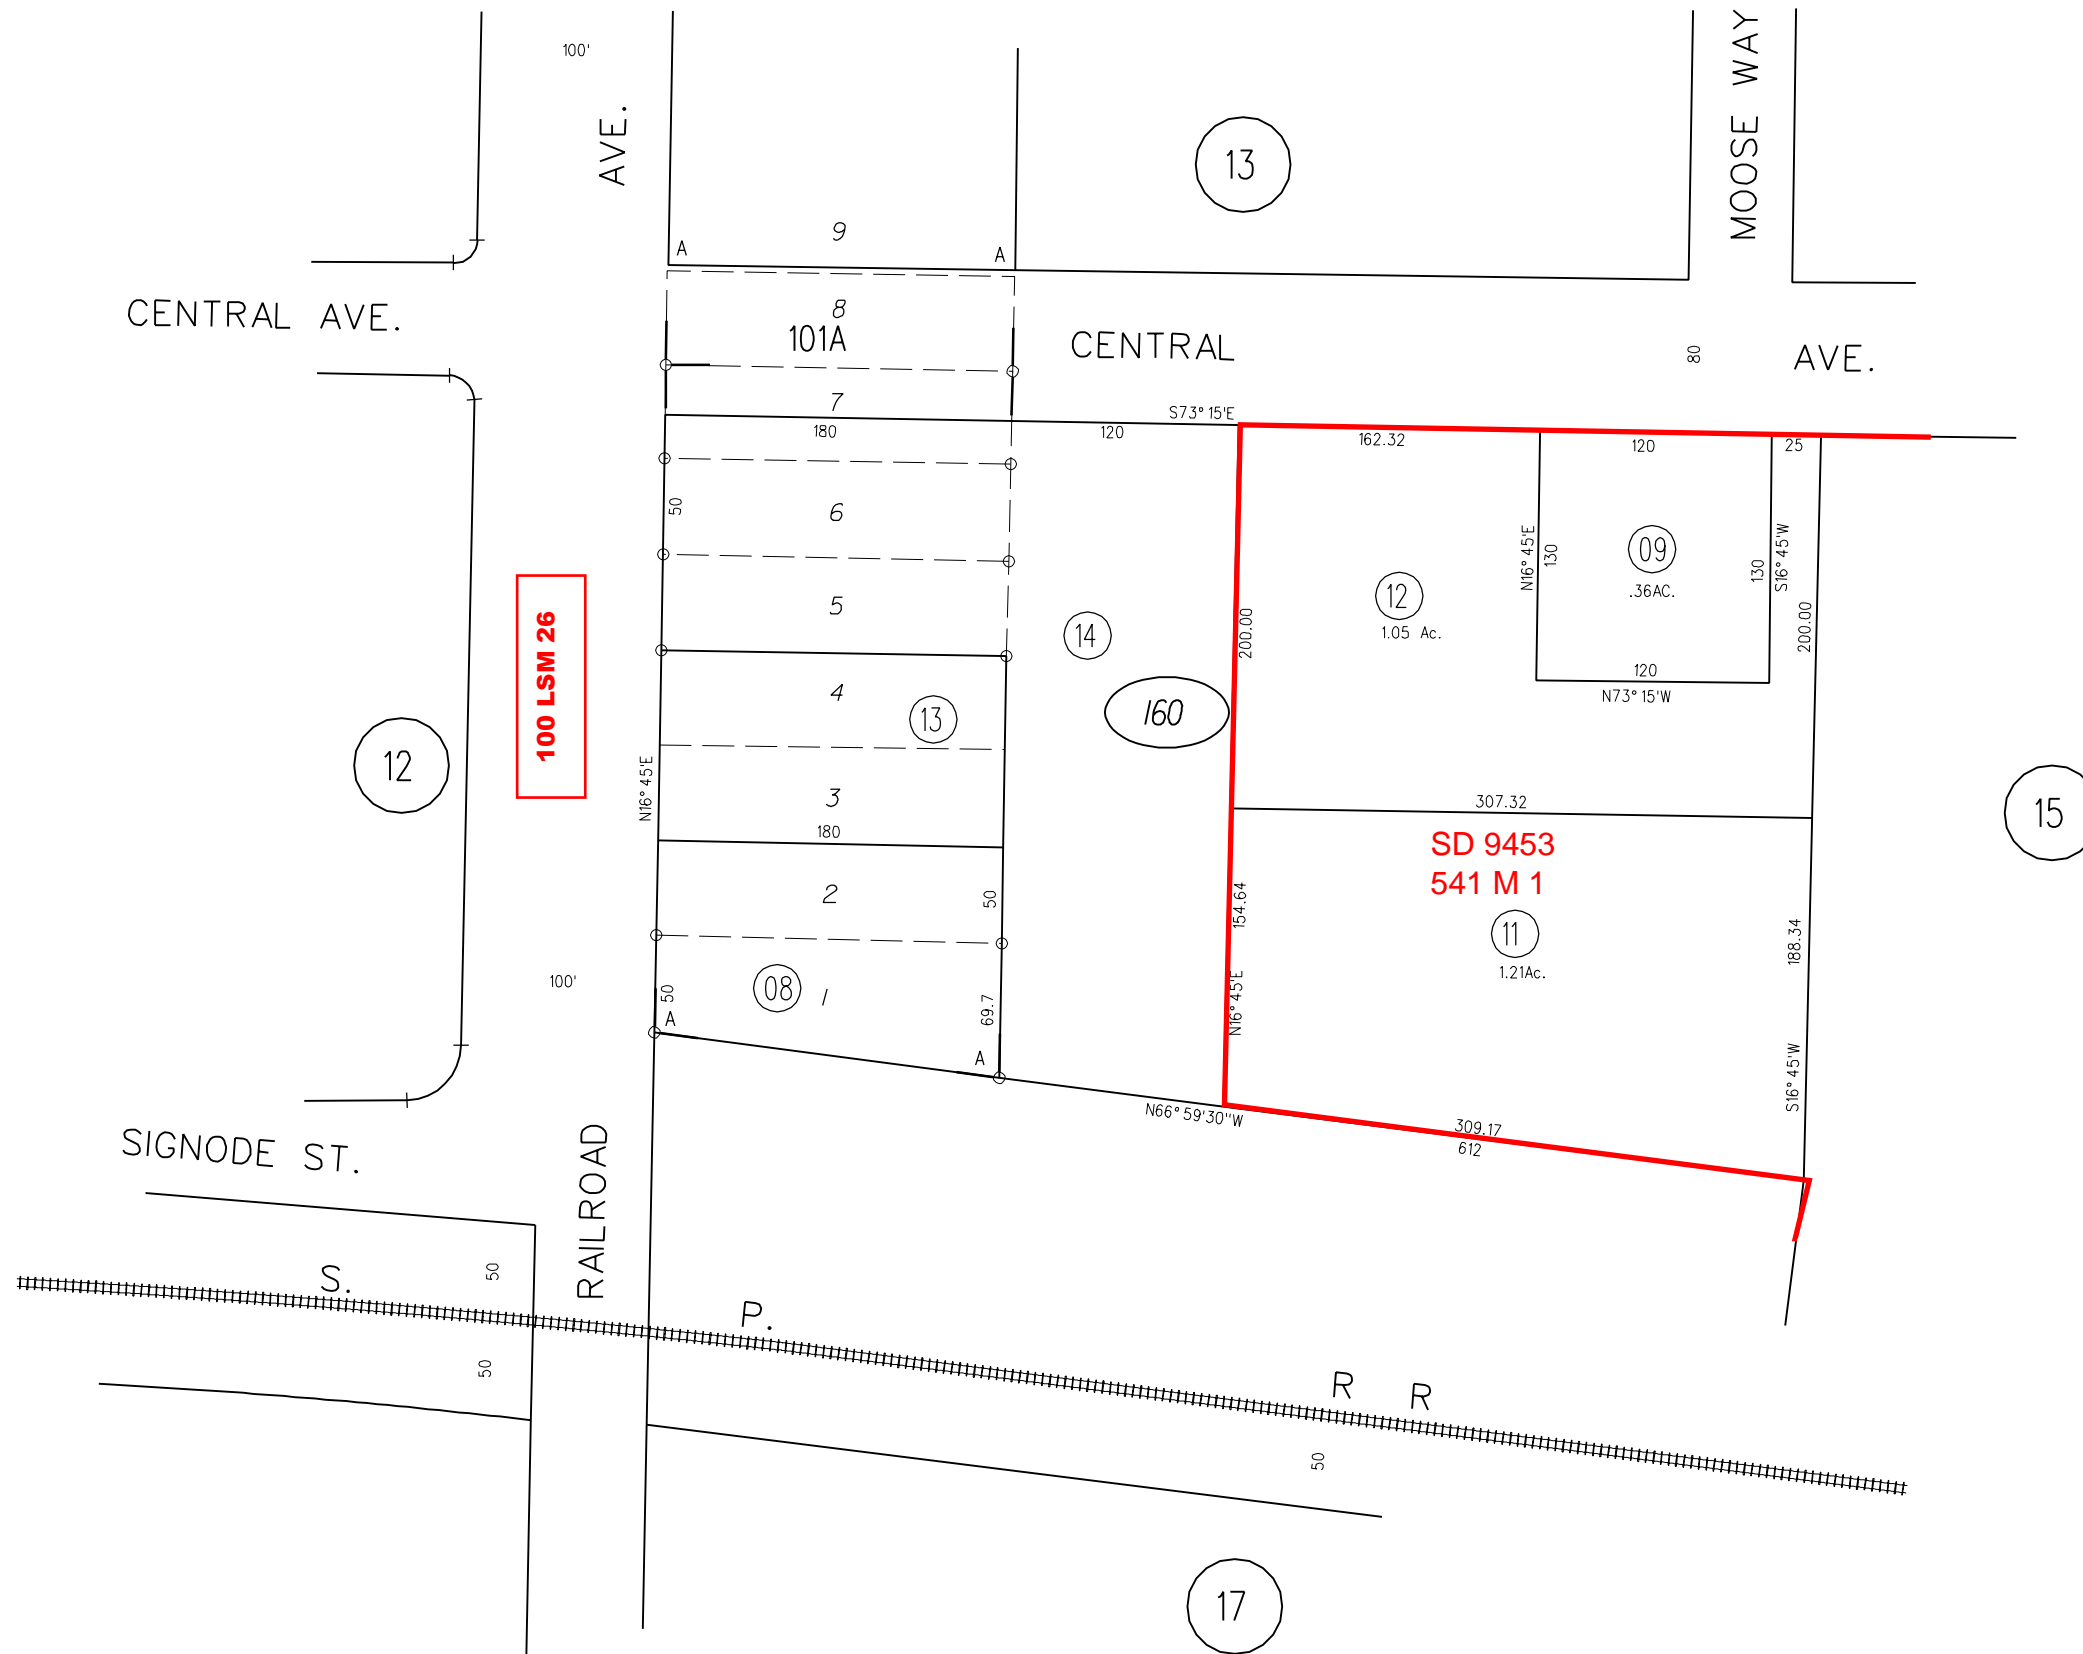 100'
AVE.
MOOSE WAY
13
9
A
A
8
101A
CENTRAL AVE.
CENTRAL
80
AVE.
7
S73°15'E
180
120
162.32
120
25
50
6
N16°45'E
130
09
.36AC.
130
S16°45'W
5
12
1.05 Ac.
200.00
200.00
14
100 LSM 26
4
13
160
120
N73°15'W
12
N16°45'E
3
180
307.32
15
SD 9453
541 M 1
2
50
154.64
11
1.21Ac.
188.34
100'
50
08
1
69.7
N16°45'E
A
A
S16°45'W
N66°59'30"W
309.17
612
SIGNODE ST.
RAILROAD
50
S.
P.
50
R R
50
17